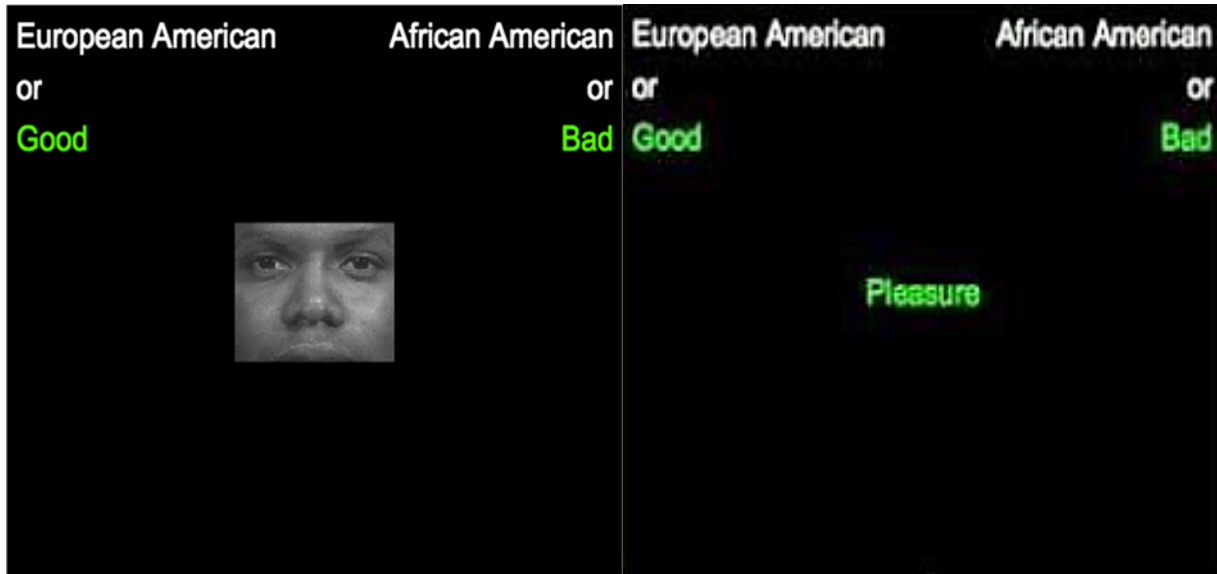 European American
or
Good
African American
or
Bad
European American
or
Good
African American
or
Bad
Pleasure